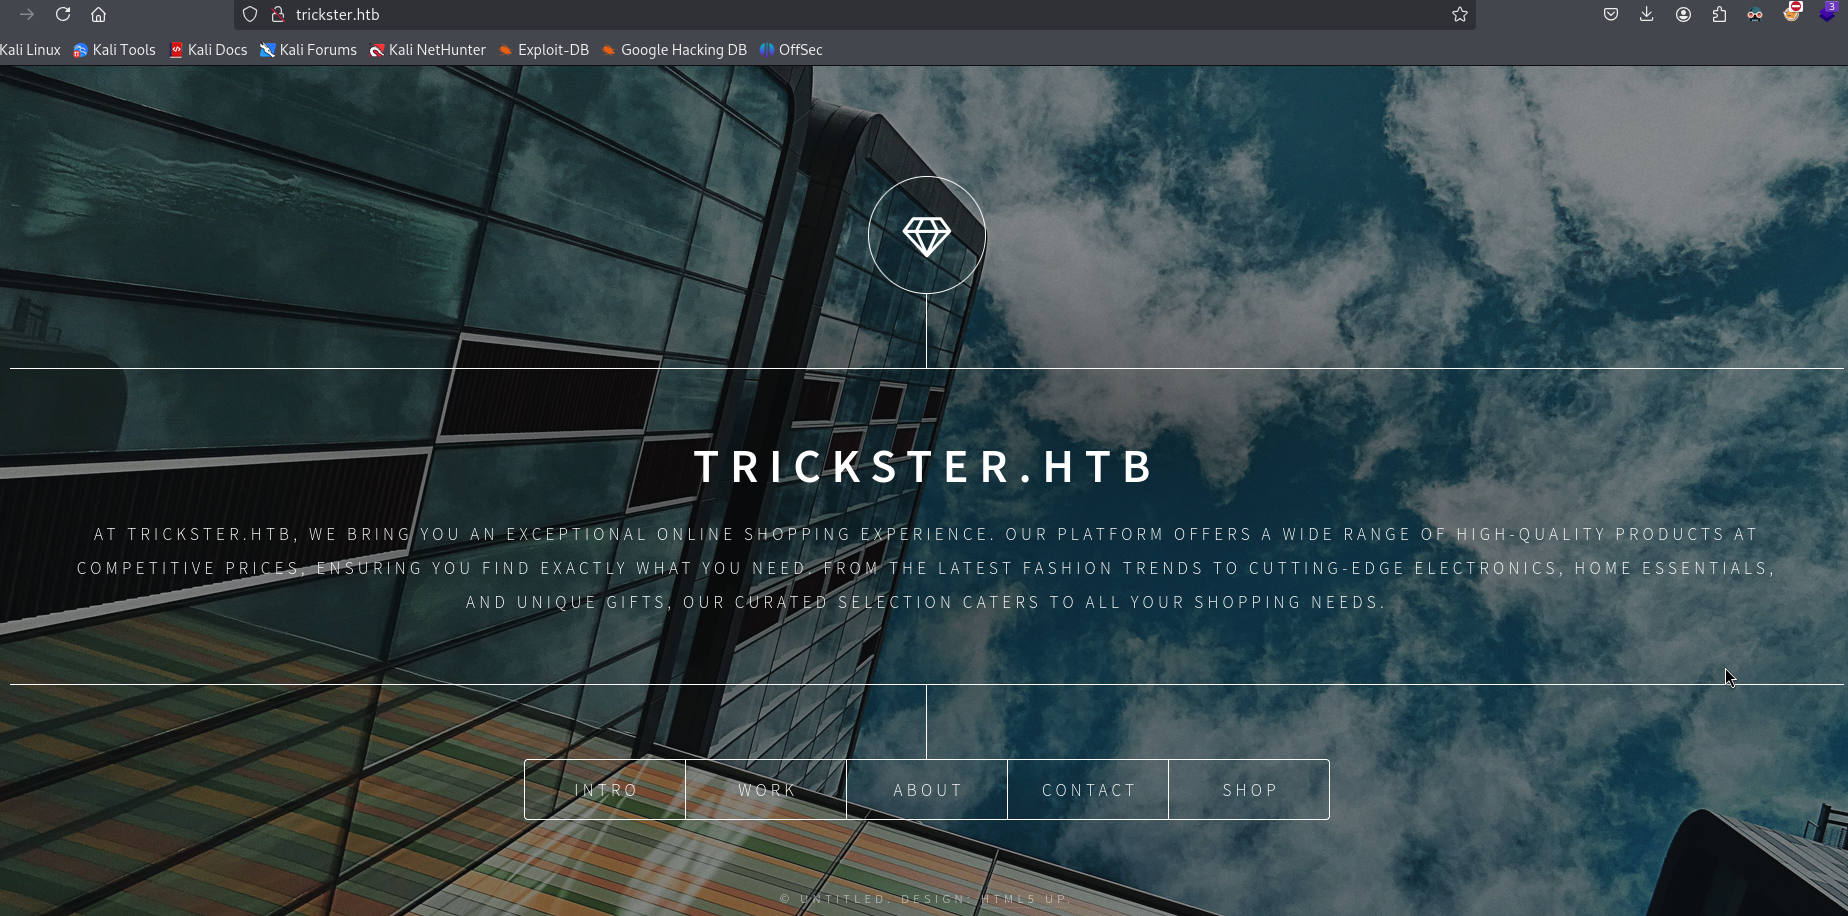 trickster.htb
3
Kali Linux Kali Tools Kali Docs Kali Forums Kali NetHunter Exploit-DB Google Hacking DB OffSec
TRICKSTER.HTB
AT TRICKSTER.HTB, WE BRING YOU AN EXCEPTIONAL ONLINE SHOPPING EXPERIENCE. OUR PLATFORM OFFERS A WIDE RANGE OF HIGH-QUALITY PRODUCTS AT
COMPETITIVE PRICES, ENSURING YOU FIND EXACTLY WHAT YOU NEED. FROM THE LATEST FASHION TRENDS TO CUTTING-EDGE ELECTRONICS, HOME ESSENTIALS,
AND UNIQUE GIFTS, OUR CURATED SELECTION CATERS TO ALL YOUR SHOPPING NEEDS.
INTRO WORK ABOUT CONTACT SHOP
© UNTITLED. DESIGN: HTML5 UP.